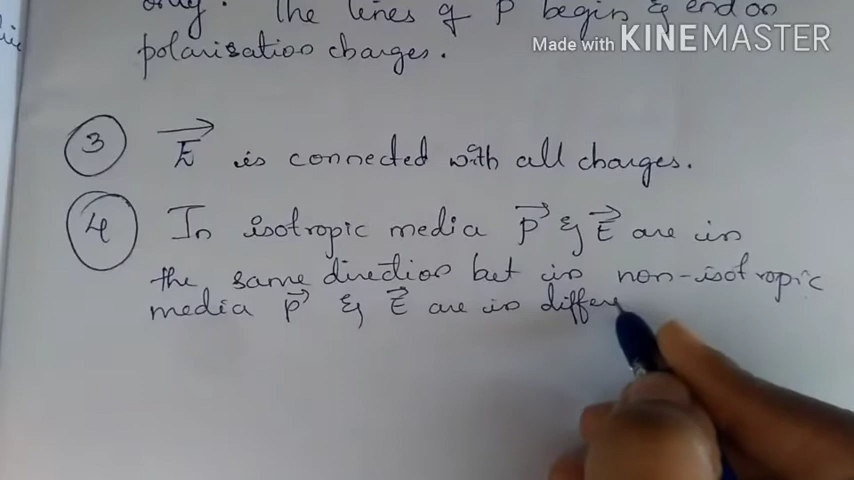 only. The lines of P begin & end on
polarisation charges.
Made with KINEMASTER
3 E is connected with all charges.
4 In isotropic media P & E are in
the same direction but in non-isotropic
media P & E are in differ